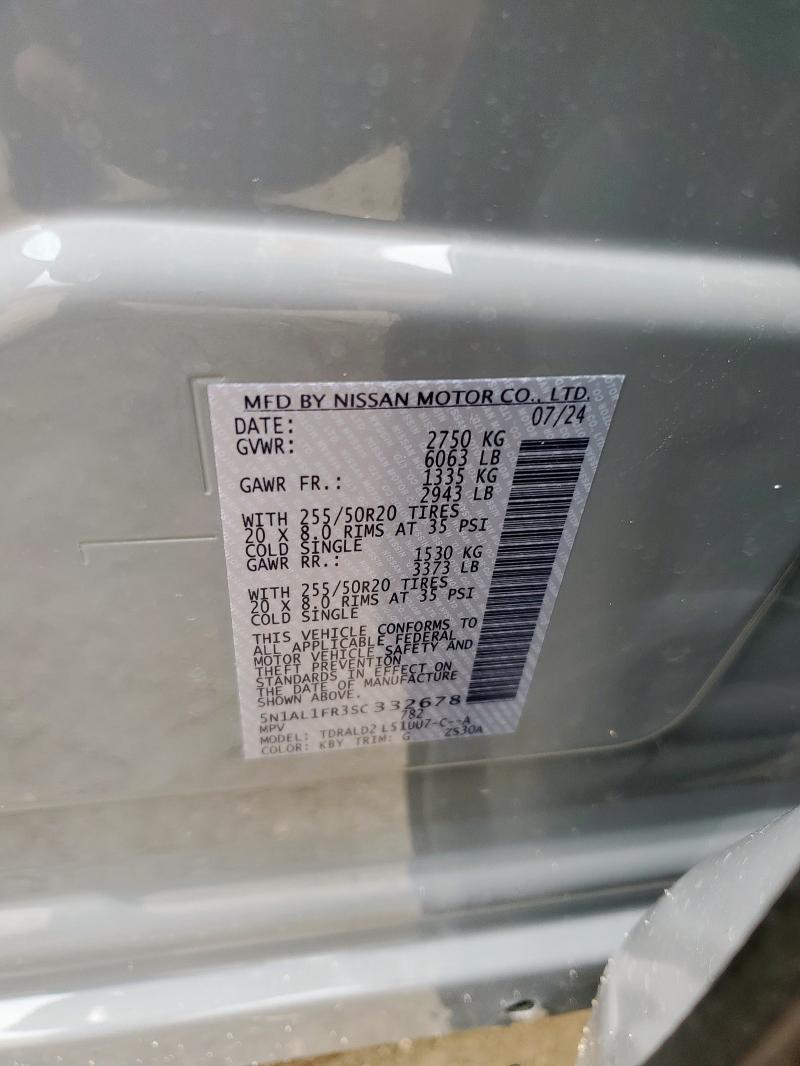 MFD BY NISSAN MOTOR CO., LTD.
DATE: 07/24
GVWR: 2750 KG
6063 LB
GAWR FR.: 1335 KG
2943 LB
WITH 255/50R20 TIRES
20 X 8.0 RIMS AT 35 PSI
COLD SINGLE
GAWR RR.: 1530 KG
3373 LB
WITH 255/50R20 TIRES
20 X 8.0 RIMS AT 35 PSI
COLD SINGLE
THIS VEHICLE CONFORMS TO
ALL APPLICABLE FEDERAL
MOTOR VEHICLE SAFETY AND
THEFT PREVENTION
STANDARDS IN EFFECT ON
THE DATE OF MANUFACTURE
SHOWN ABOVE.
5N1AL1FR3SC332678
MPV 782
MODEL: TDRALD2 L51UU7-C--A
COLOR: KBY TRIM: G ZS30A